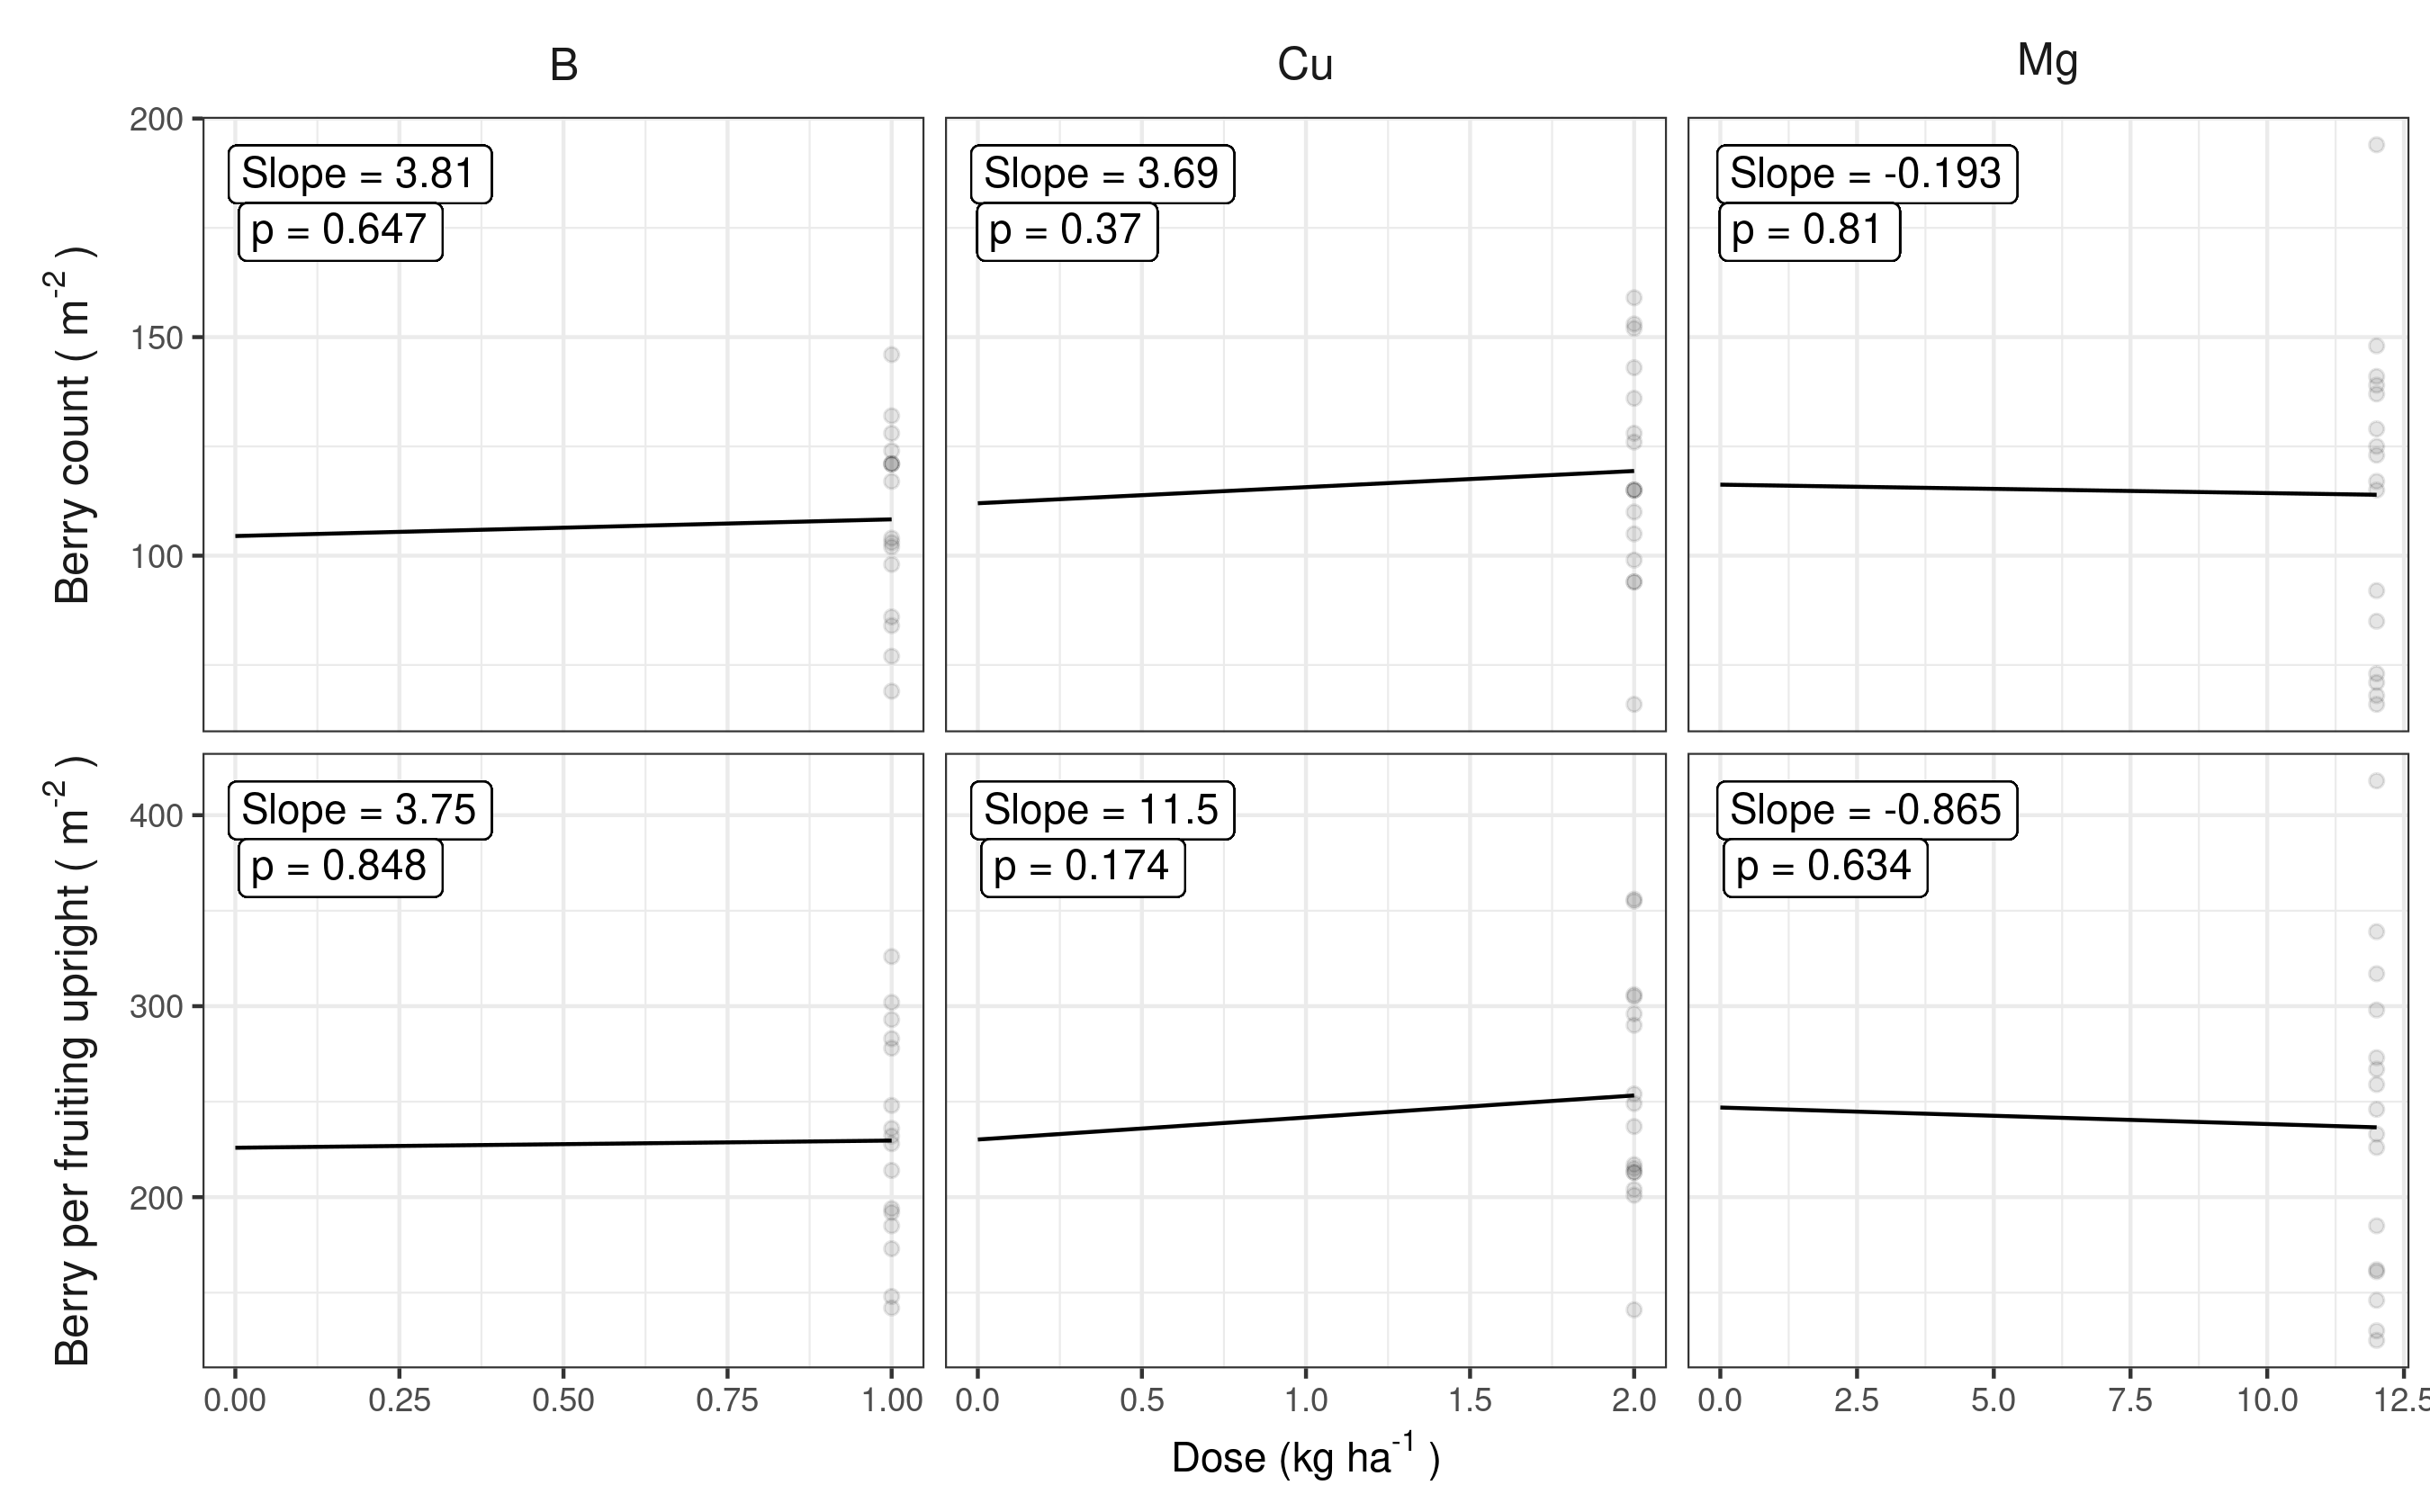 B Cu Mg
200
150
100
Berry count ( m⁻² )
Slope = 3.81
p = 0.647
Slope = 3.69
p = 0.37
Slope = -0.193
p = 0.81
400
300
200
Berry per fruiting upright ( m⁻² )
Slope = 3.75
p = 0.848
Slope = 11.5
p = 0.174
Slope = -0.865
p = 0.634
0.00 0.25 0.50 0.75 1.00 0.0 0.5 1.0 1.5 2.0 0.0 2.5 5.0 7.5 10.0 12.5
Dose (kg ha⁻¹ )